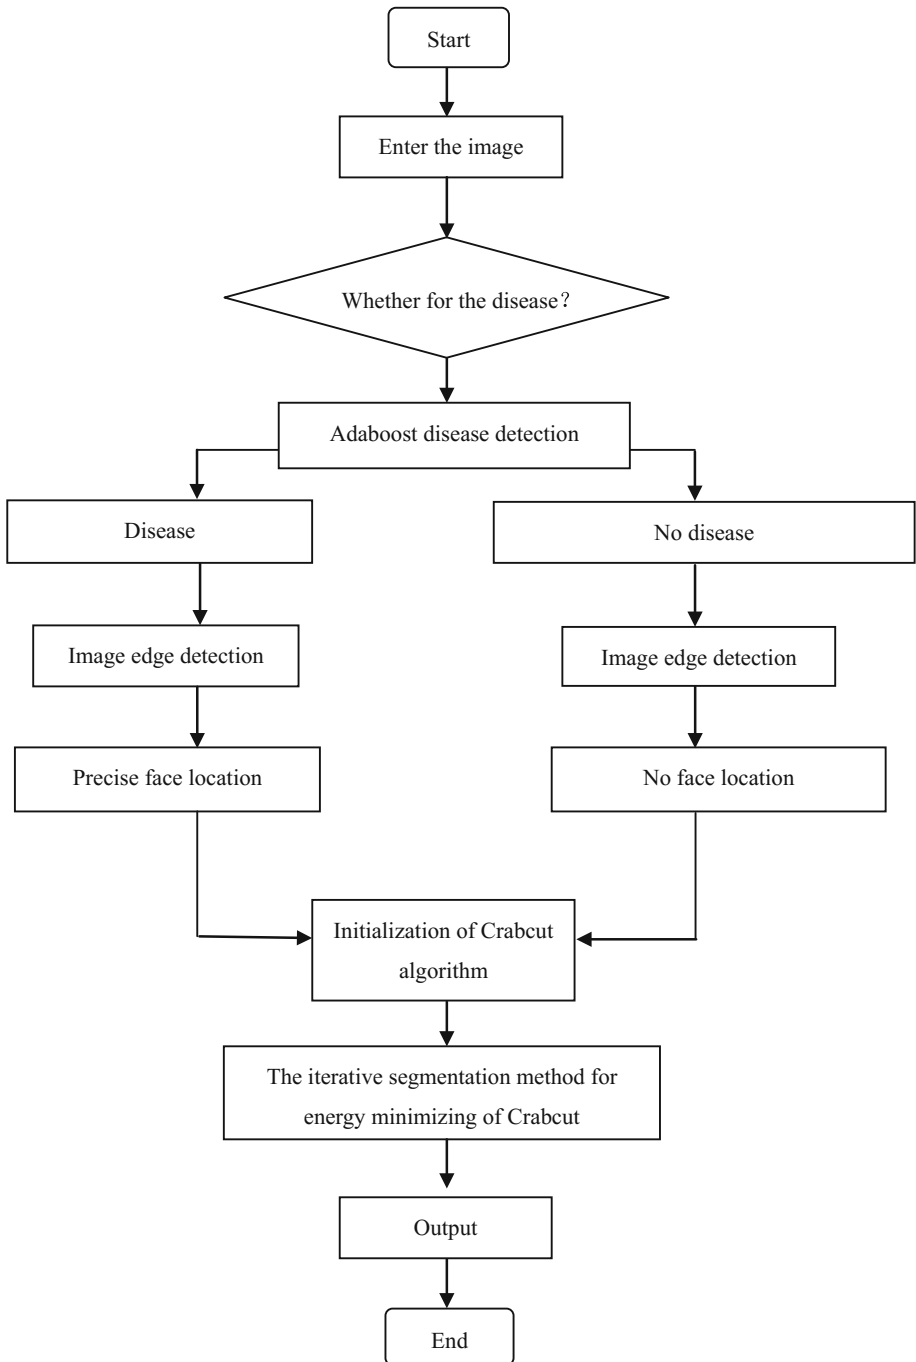 Start
Enter the image
Whether for the disease？
Adaboost disease detection
Disease
No disease
Image edge detection
Image edge detection
Precise face location
No face location
Initialization of Crabcut
algorithm
The iterative segmentation method for
energy minimizing of Crabcut
Output
End